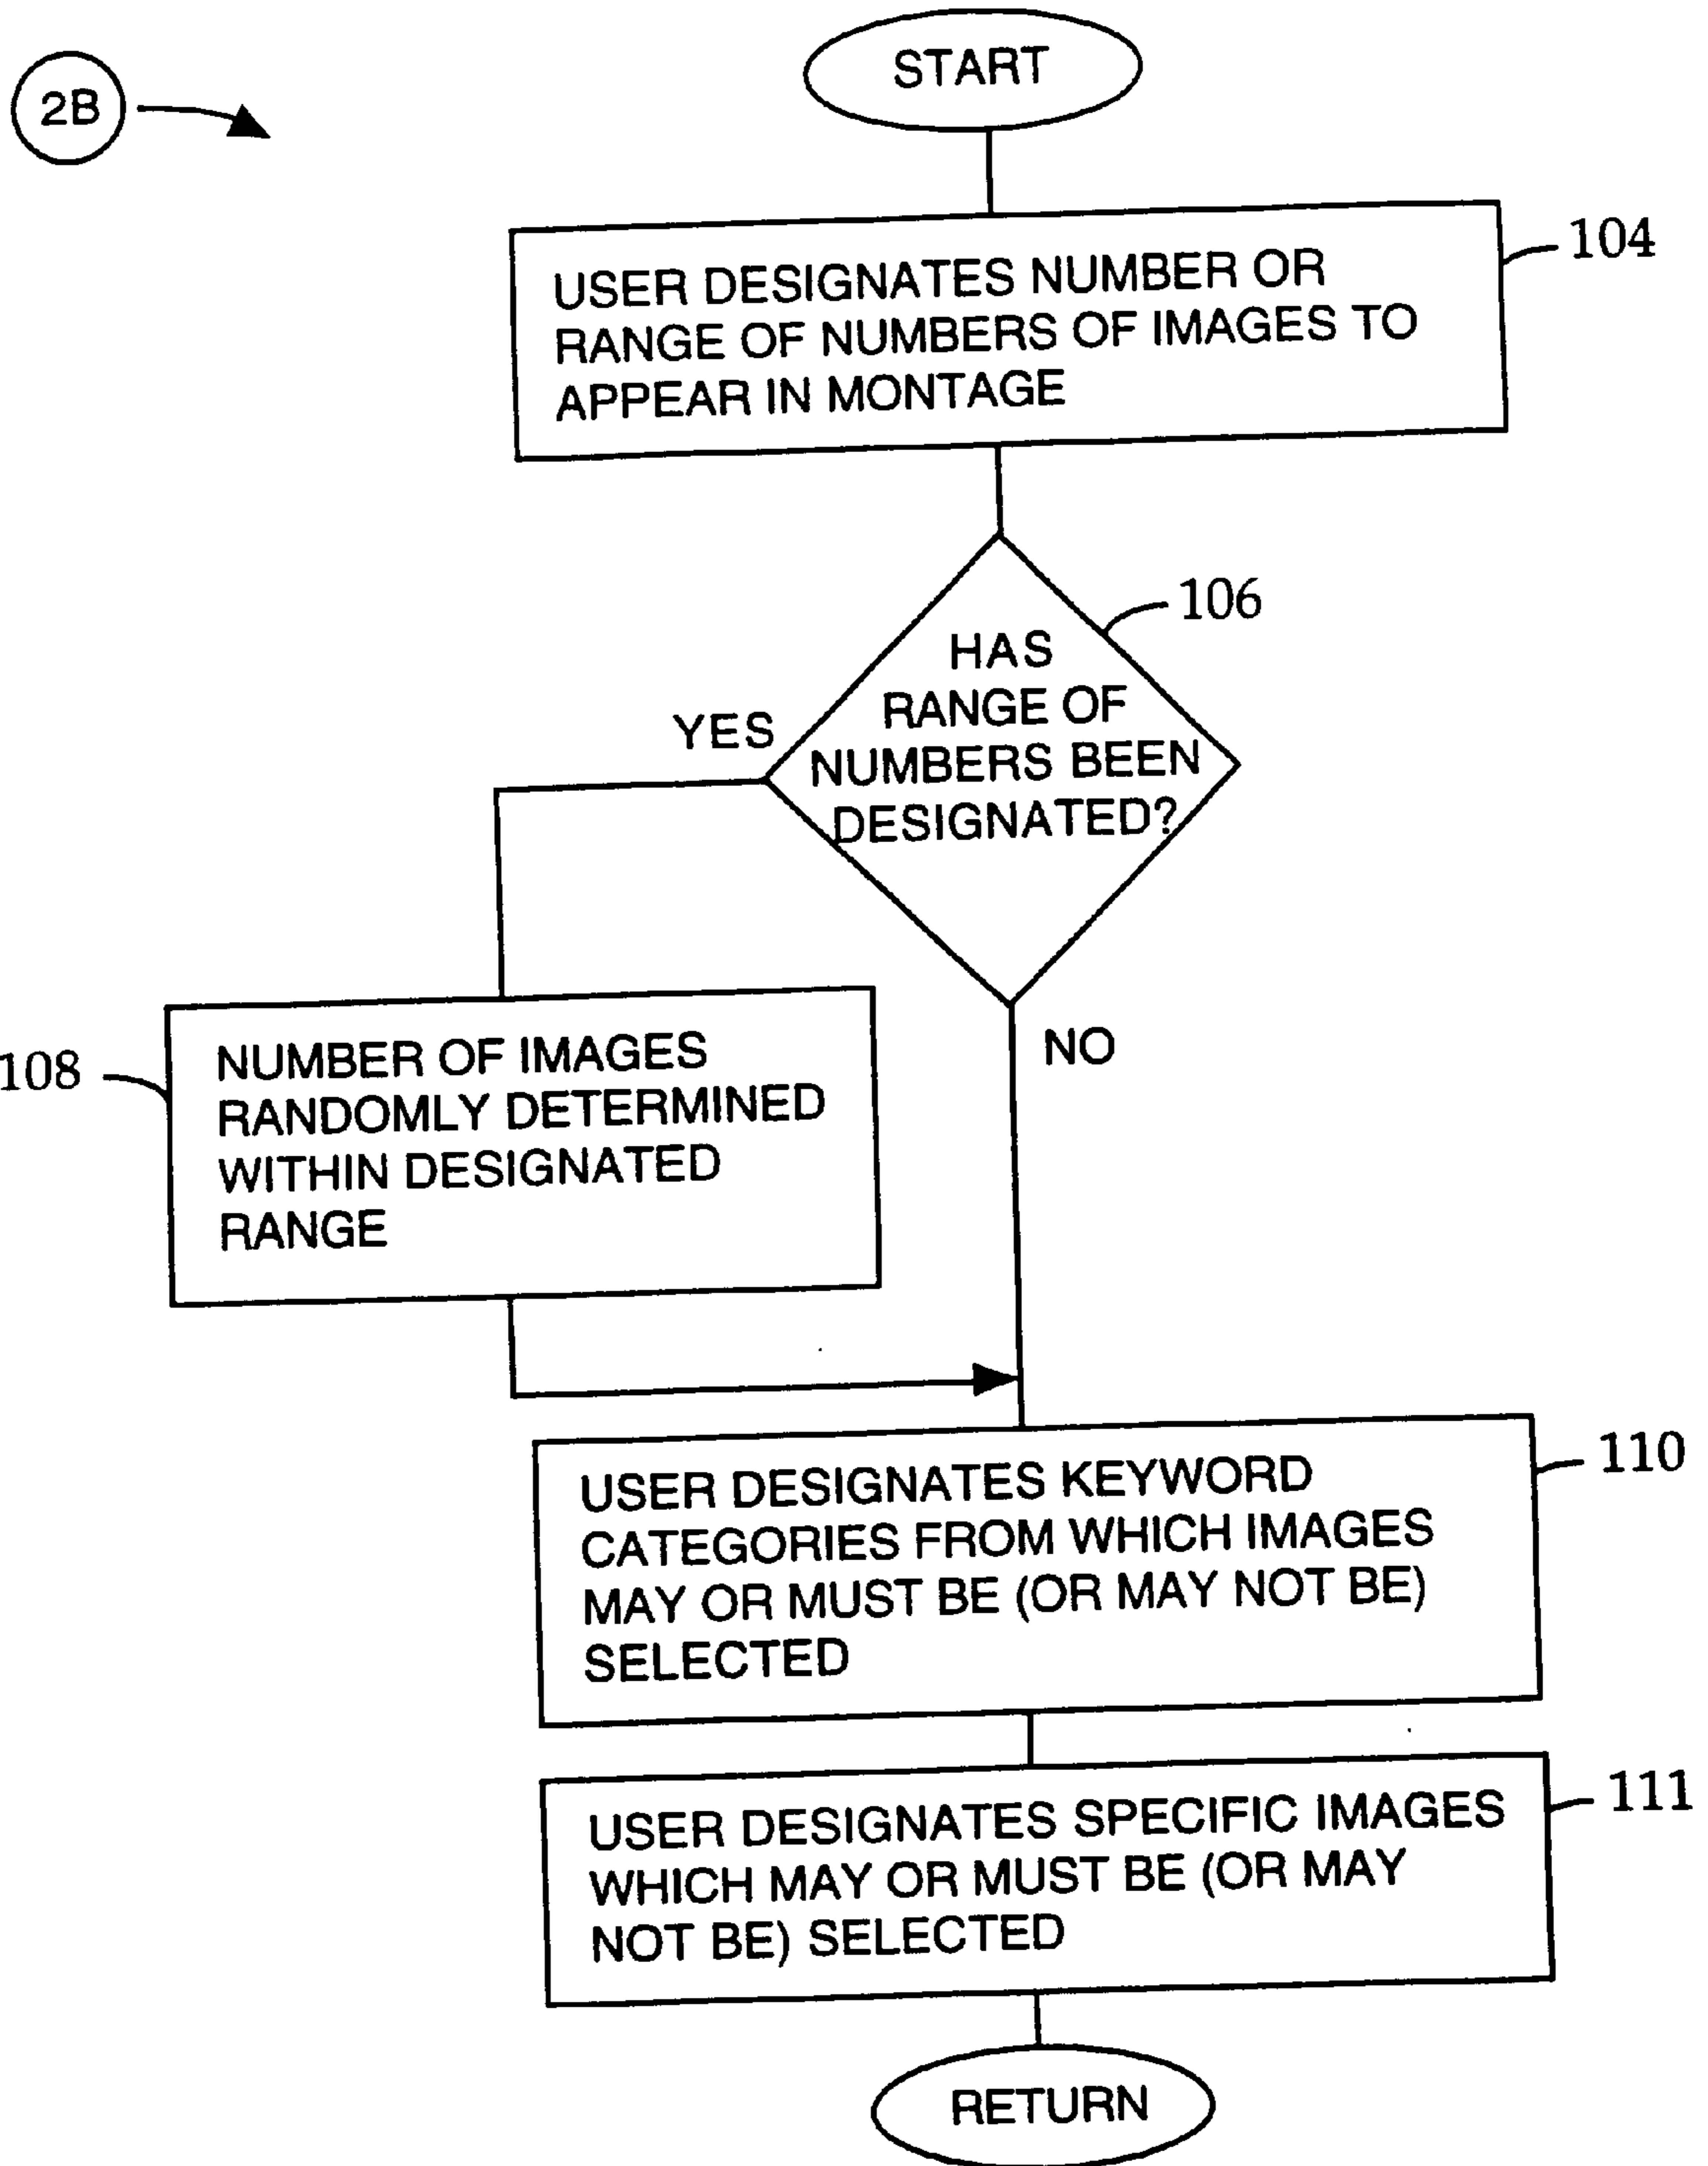 2B
START
104
USER DESIGNATES NUMBER OR
RANGE OF NUMBERS OF IMAGES TO
APPEAR IN MONTAGE
106
HAS
RANGE OF
NUMBERS BEEN
DESIGNATED?
YES
NO
108
NUMBER OF IMAGES
RANDOMLY DETERMINED
WITHIN DESIGNATED
RANGE
110
USER DESIGNATES KEYWORD
CATEGORIES FROM WHICH IMAGES
MAY OR MUST BE (OR MAY NOT BE)
SELECTED
111
USER DESIGNATES SPECIFIC IMAGES
WHICH MAY OR MUST BE (OR MAY
NOT BE) SELECTED
RETURN